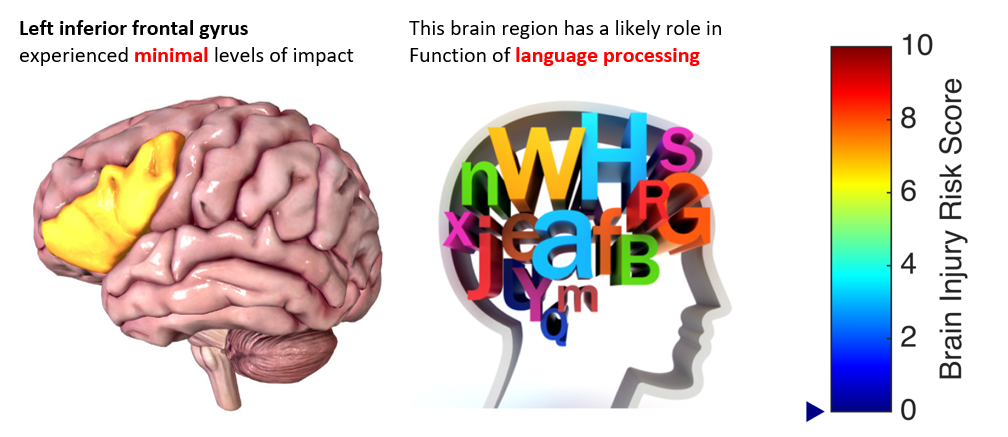 Left inferior frontal gyrus
experienced minimal levels of impact
This brain region has a likely role in
Function of language processing
n W H S
x j e a f R G
U Y m B
a
10
8
6
4
2
0
Brain Injury Risk Score